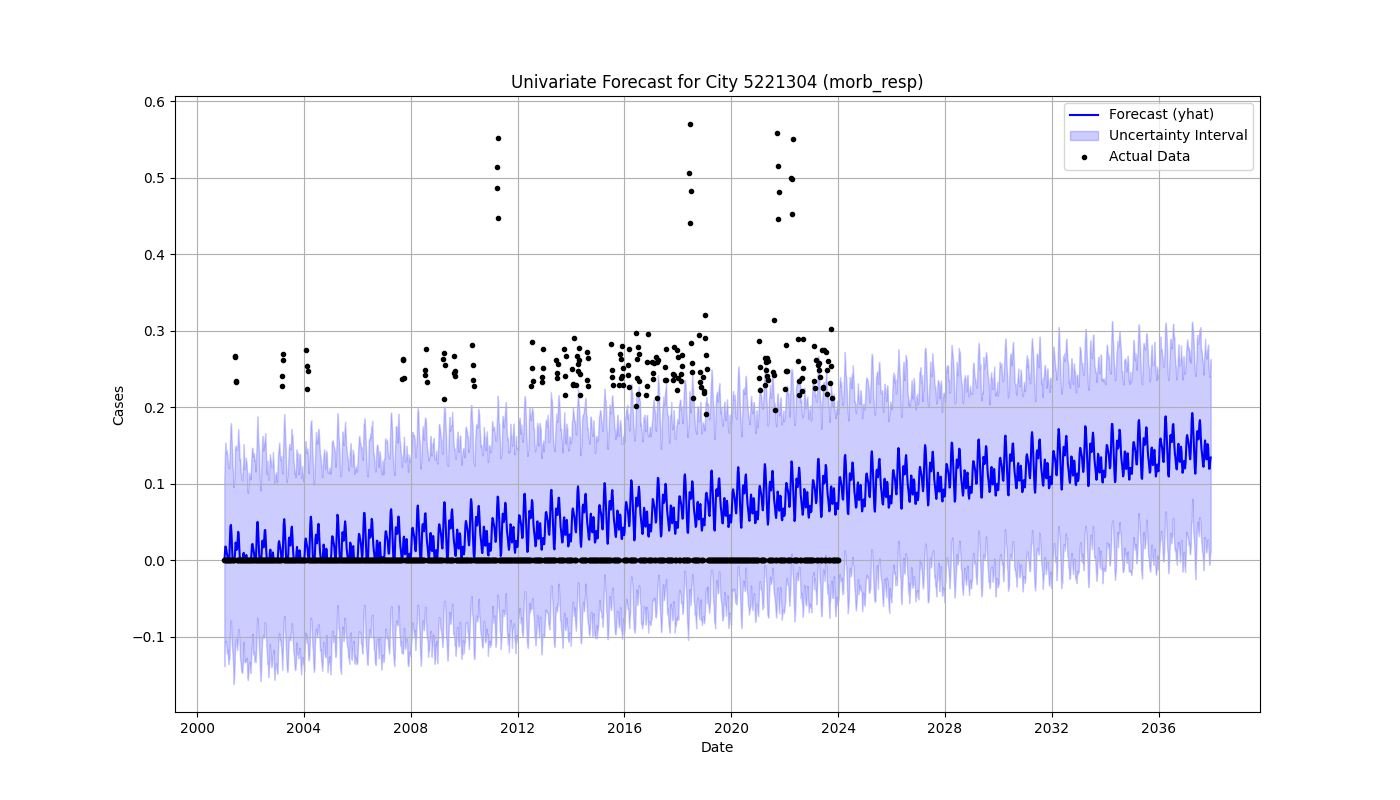 Univariate Forecast for City 5221304 (morb_resp)
Forecast (yhat)
Uncertainty Interval
Actual Data
Cases
0.6
0.5
0.4
0.3
0.2
0.1
0.0
−0.1
2000 2004 2008 2012 2016 2020 2024 2028 2032 2036
Date